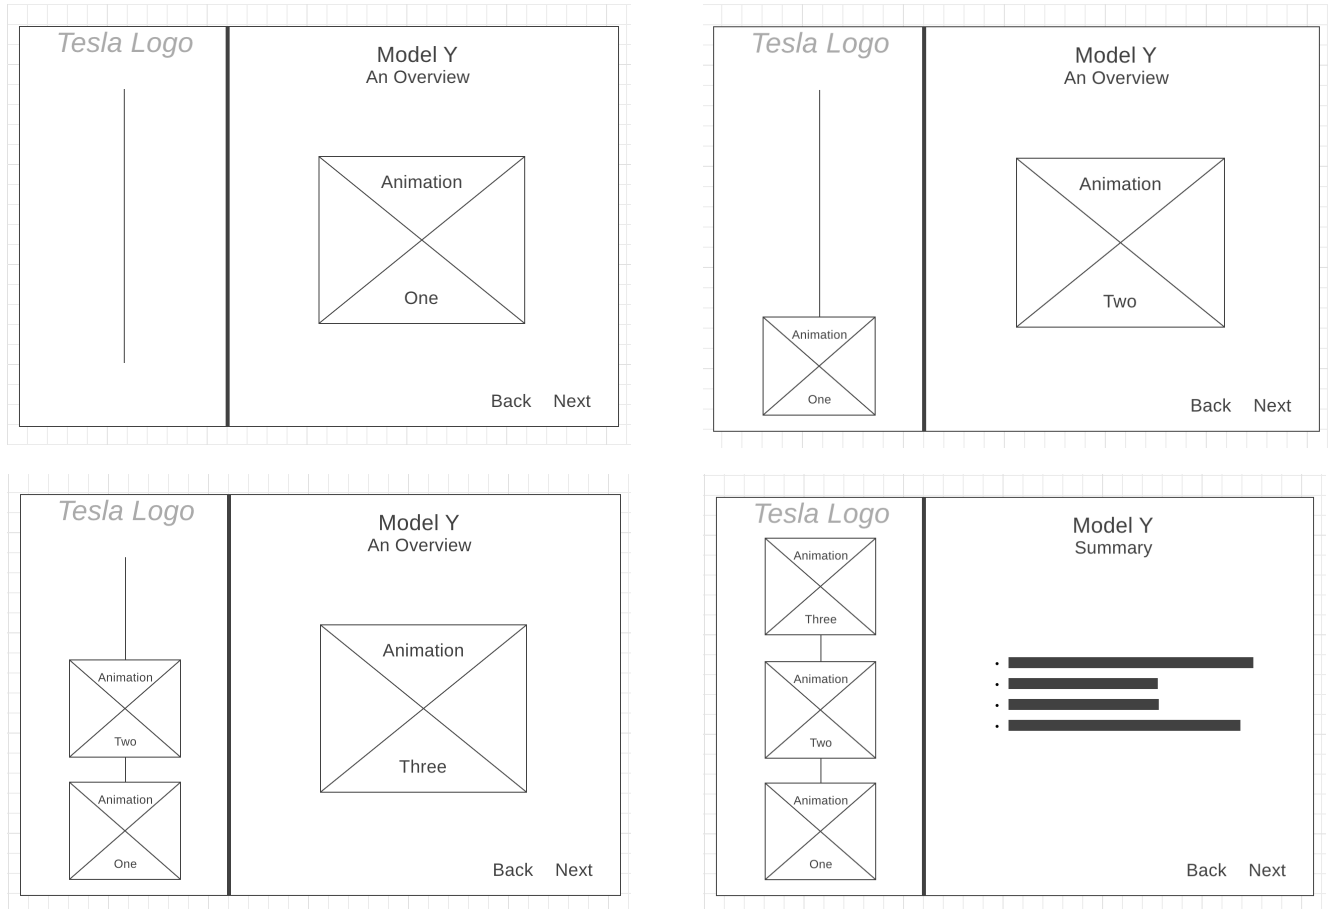 Tesla Logo
Model Y
An Overview
Animation
One
Back Next
Tesla Logo
Model Y
An Overview
Animation
Two
Animation
One
Back Next
Tesla Logo
Model Y
An Overview
Animation
Three
Animation
Two
Animation
One
Back Next
Tesla Logo
Animation
Three
Animation
Two
Animation
One
Model Y
Summary
Back Next